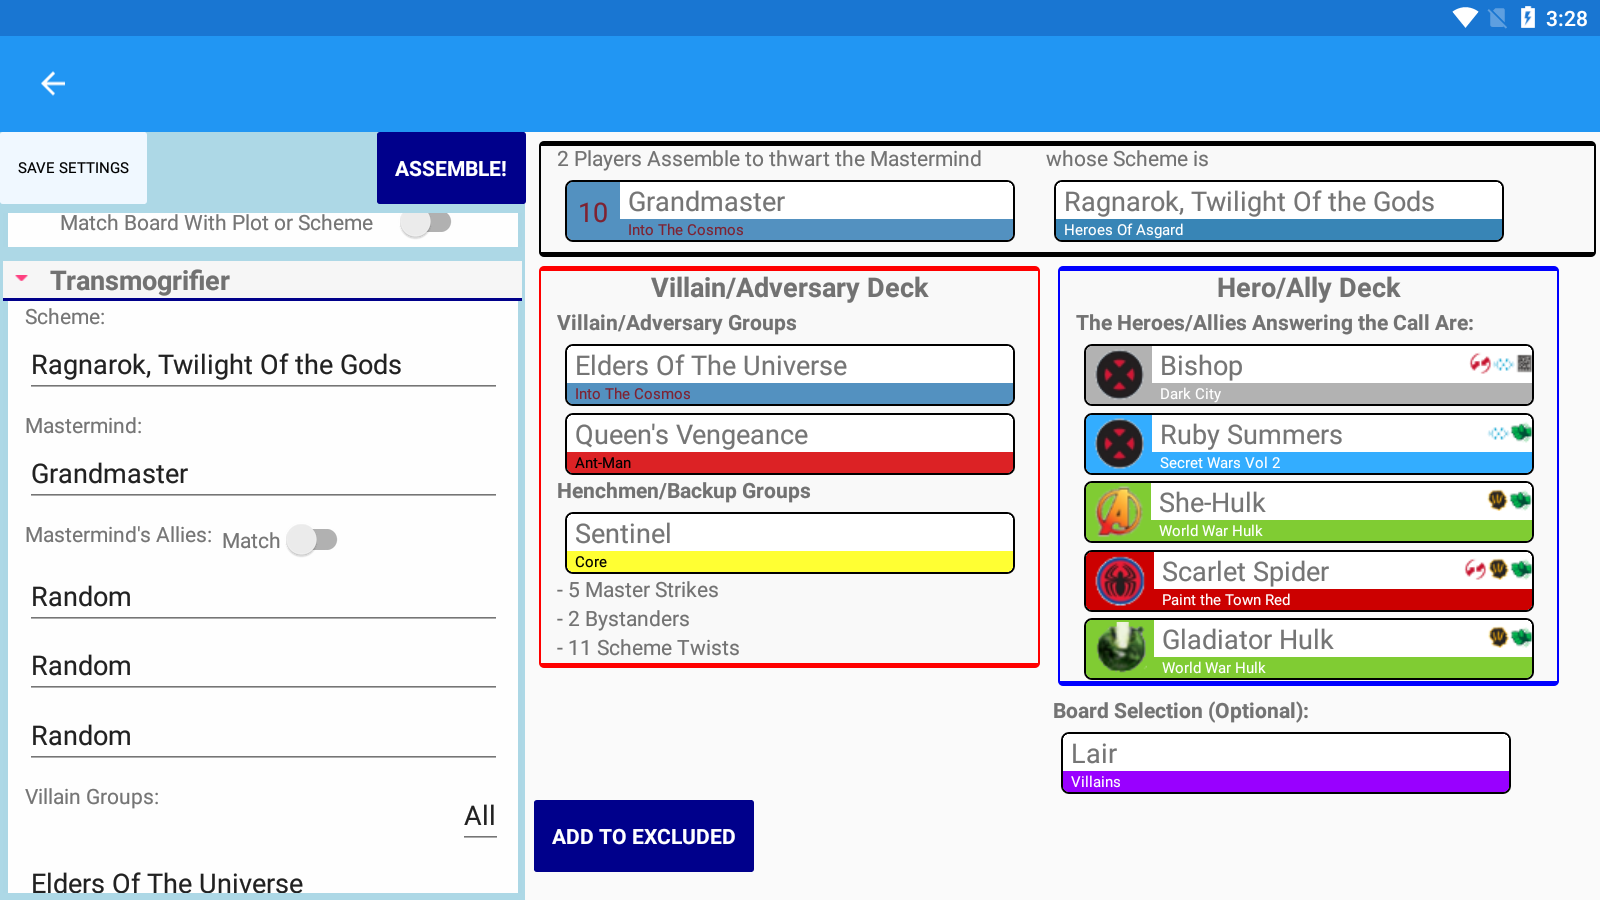 3:28
SAVE SETTINGS
ASSEMBLE!
Match Board With Plot or Scheme
Transmogrifier
Scheme:
Ragnarok, Twilight Of the Gods
Mastermind:
Grandmaster
Mastermind's Allies: Match
Random
Random
Random
Villain Groups:
All
Elders Of The Universe
2 Players Assemble to thwart the Mastermind
10
Grandmaster
Into The Cosmos
whose Scheme is
Ragnarok, Twilight Of the Gods
Heroes Of Asgard
Villain/Adversary Deck
Villain/Adversary Groups
Elders Of The Universe
Into The Cosmos
Queen's Vengeance
Ant-Man
Henchmen/Backup Groups
Sentinel
Core
- 5 Master Strikes
- 2 Bystanders
- 11 Scheme Twists
Hero/Ally Deck
The Heroes/Allies Answering the Call Are:
Bishop
Dark City
Ruby Summers
Secret Wars Vol 2
She-Hulk
World War Hulk
Scarlet Spider
Paint the Town Red
Gladiator Hulk
World War Hulk
Board Selection (Optional):
Lair
Villains
ADD TO EXCLUDED